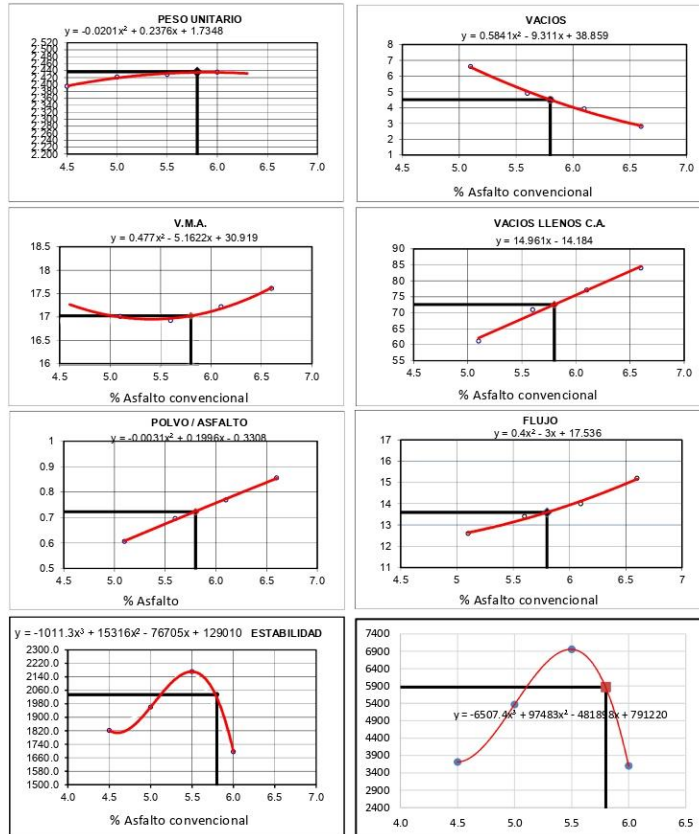 PESO UNITARIO
y = -0.0201x² + 0.2376x + 1.7348
2.520
2.500
2.480
2.460
2.440
2.420
2.400
2.380
2.360
2.340
2.320
2.300
2.280
2.260
2.240
2.220
2.200
4.5 5.0 5.5 6.0 6.5 7.0
VACIOS
y = 0.5841x² - 9.311x + 38.859
8
7
6
5
4
3
2
1
4.5 5.0 5.5 6.0 6.5 7.0
% Asfalto convencional
V.M.A.
y = 0.477x² - 5.1622x + 30.919
18.5
18
17.5
17
16.5
16
4.5 5.0 5.5 6.0 6.5 7.0
% Asfalto convencional
VACIOS LLENOS C.A.
y = 14.961x - 14.184
90
85
80
75
70
65
60
55
4.5 5.0 5.5 6.0 6.5 7.0
% Asfalto convencional
POLVO / ASFALTO
y = -0.0031x² + 0.1996x - 0.3308
1
0.9
0.8
0.7
0.6
0.5
4.5 5 5.5 6 6.5 7
% Asfalto
FLUJO
y = 0.4x² - 3x + 17.536
17
16
15
14
13
12
11
4.5 5 5.5 6 6.5 7
% Asfalto convencional
y = -1011.3x³ + 15316x² - 76705x + 129010 ESTABILIDAD
2300.0
2220.0
2140.0
2060.0
1980.0
1900.0
1820.0
1740.0
1660.0
1580.0
1500.0
4.0 4.5 5.0 5.5 6.0 6.5 7.0
% Asfalto convencional
7400
6900
6400
5900
5400
4900
4400
3900
3400
2900
2400
y = -6507.4x³ + 97483x² - 481898x + 791220
4.0 4.5 5.0 5.5 6.0 6.5